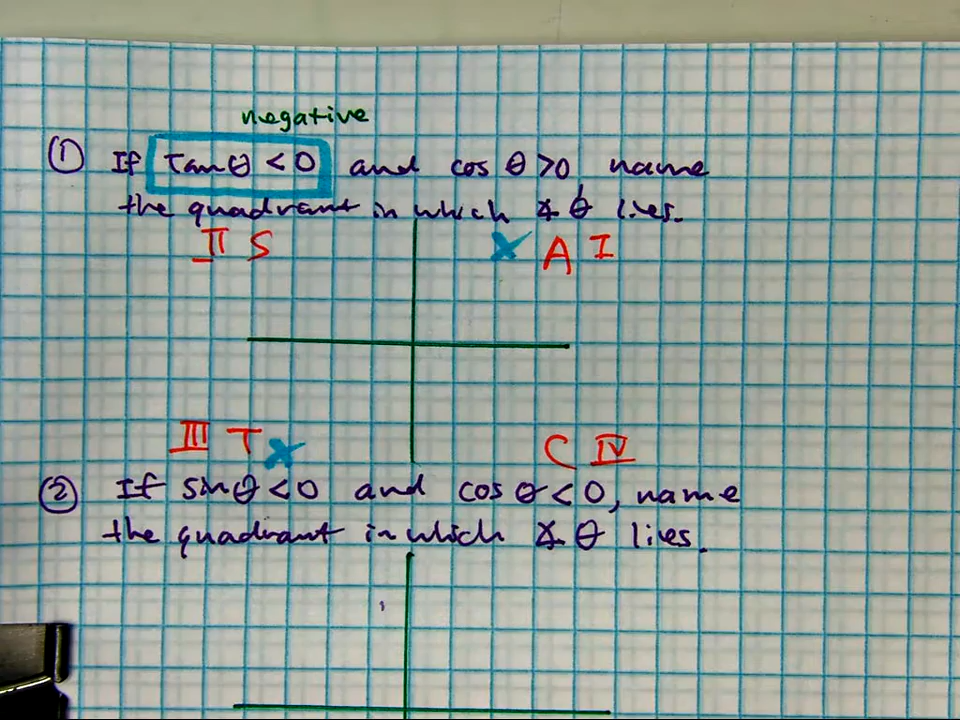 negative
① If Tan θ < 0 and cos θ > 0, name
the quadrant in which ∡ θ lies.
II S X A I
III T X C IV
② If sin θ < 0 and cos θ < 0, name
the quadrant in which ∡ θ lies.